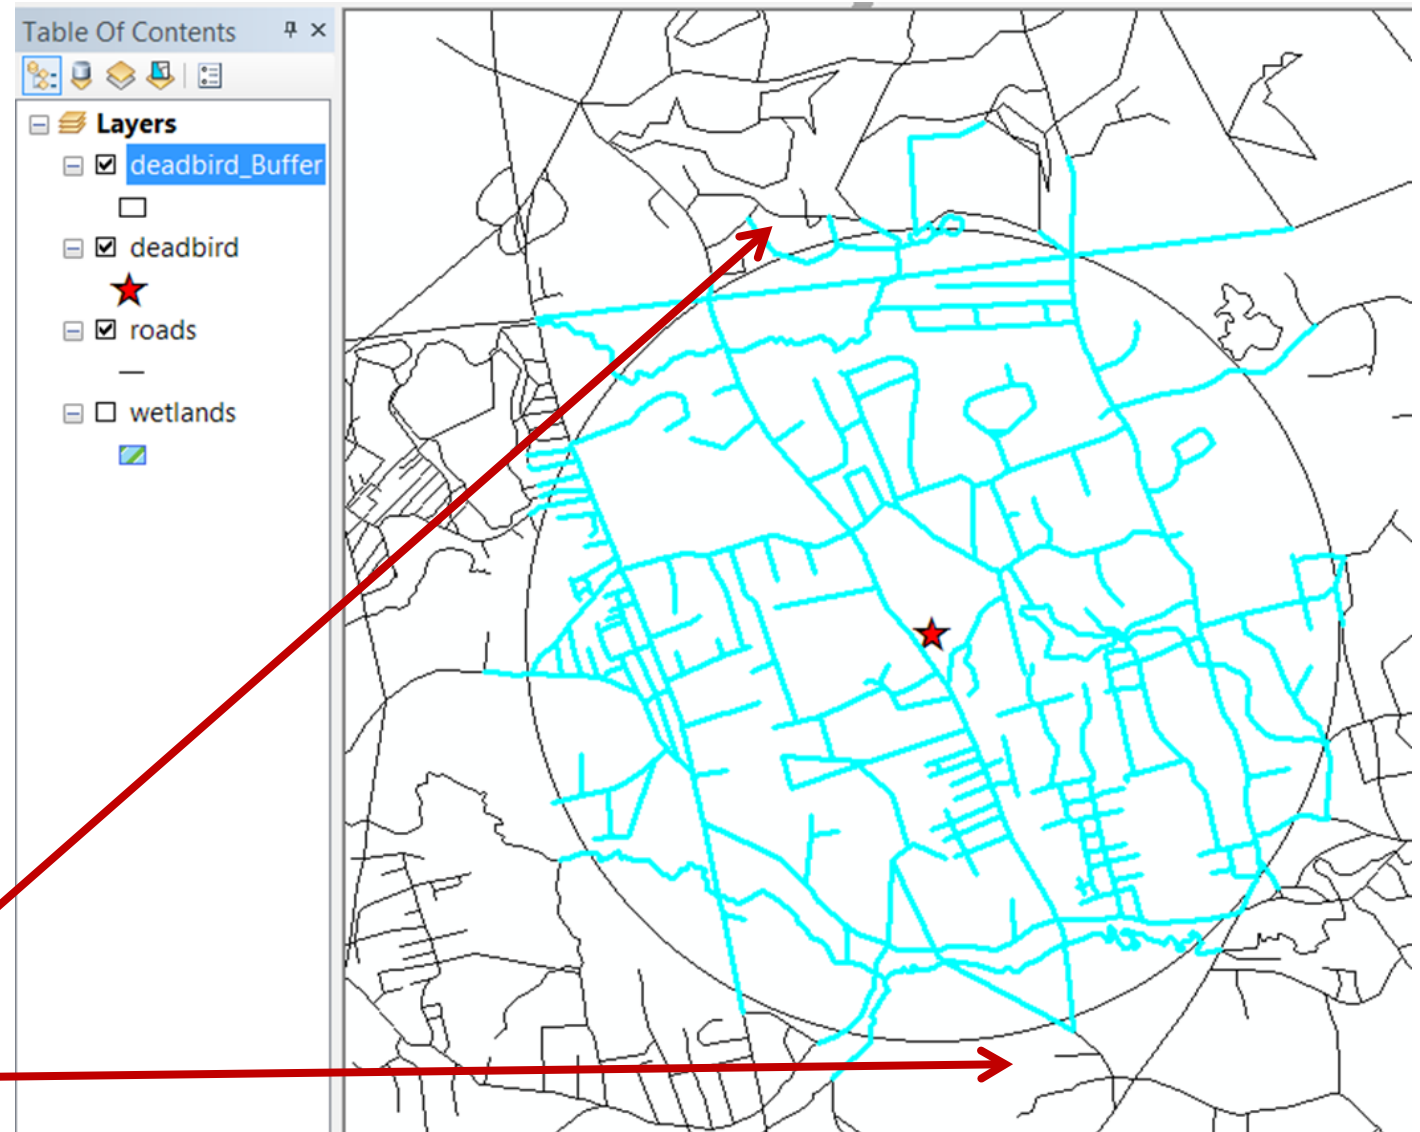 Table Of Contents
Layers
deadbird_Buffer
deadbird
roads
wetlands